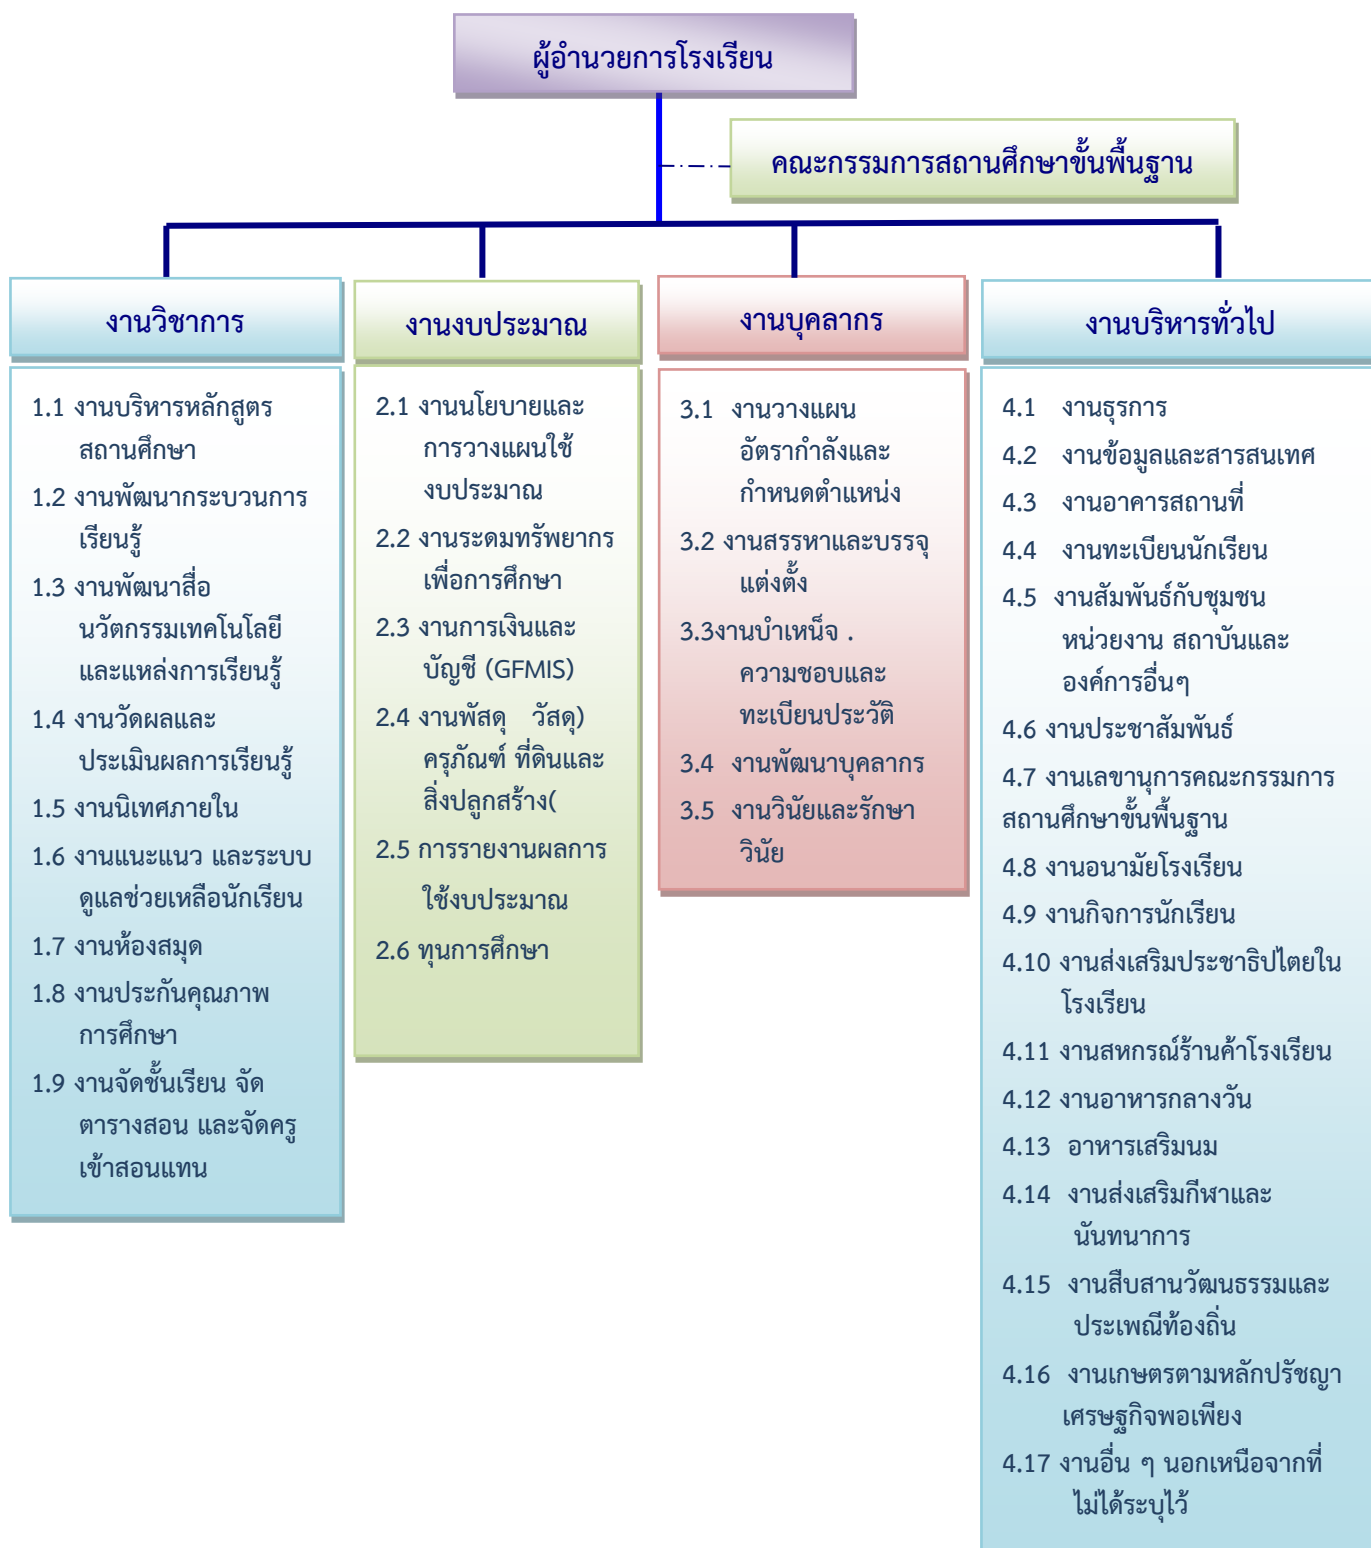 ผู้อำนวยการโรงเรียน
คณะกรรมการสถานศึกษาขั้นพื้นฐาน
งานวิชาการ
1.1 งานบริหารหลักสูตร
สถานศึกษา
1.2 งานพัฒนากระบวนการ
เรียนรู้
1.3 งานพัฒนาสื่อ
นวัตกรรมเทคโนโลยี
และแหล่งการเรียนรู้
1.4 งานวัดผลและ
ประเมินผลการเรียนรู้
1.5 งานนิเทศภายใน
1.6 งานแนะแนว และระบบ
ดูแลช่วยเหลือนักเรียน
1.7 งานห้องสมุด
1.8 งานประกันคุณภาพ
การศึกษา
1.9 งานจัดชั้นเรียน จัด
ตารางสอน และจัดครู
เข้าสอนแทน
งานงบประมาณ
2.1 งานนโยบายและ
การวางแผนใช้
งบประมาณ
2.2 งานระดมทรัพยากร
เพื่อการศึกษา
2.3 งานการเงินและ
บัญชี (GFMIS)
2.4 งานพัสดุ วัสดุ)
ครุภัณฑ์ ที่ดินและ
สิ่งปลูกสร้าง(
2.5 การรายงานผลการ
ใช้งบประมาณ
2.6 ทุนการศึกษา
งานบุคลากร
3.1 งานวางแผน
อัตรากำลังและ
กำหนดตำแหน่ง
3.2 งานสรรหาและบรรจุ
แต่งตั้ง
3.3งานบำเหน็จ .
ความชอบและ
ทะเบียนประวัติ
3.4 งานพัฒนาบุคลากร
3.5 งานวินัยและรักษา
วินัย
งานบริหารทั่วไป
4.1 งานธุรการ
4.2 งานข้อมูลและสารสนเทศ
4.3 งานอาคารสถานที่
4.4 งานทะเบียนนักเรียน
4.5 งานสัมพันธ์กับชุมชน
หน่วยงาน สถาบันและ
องค์การอื่นๆ
4.6 งานประชาสัมพันธ์
4.7 งานเลขานุการคณะกรรมการ
สถานศึกษาขั้นพื้นฐาน
4.8 งานอนามัยโรงเรียน
4.9 งานกิจการนักเรียน
4.10 งานส่งเสริมประชาธิปไตยใน
โรงเรียน
4.11 งานสหกรณ์ร้านค้าโรงเรียน
4.12 งานอาหารกลางวัน
4.13 อาหารเสริมนม
4.14 งานส่งเสริมกีฬาและ
นันทนาการ
4.15 งานสืบสานวัฒนธรรมและ
ประเพณีท้องถิ่น
4.16 งานเกษตรตามหลักปรัชญา
เศรษฐกิจพอเพียง
4.17 งานอื่น ๆ นอกเหนือจากที่
ไม่ได้ระบุไว้